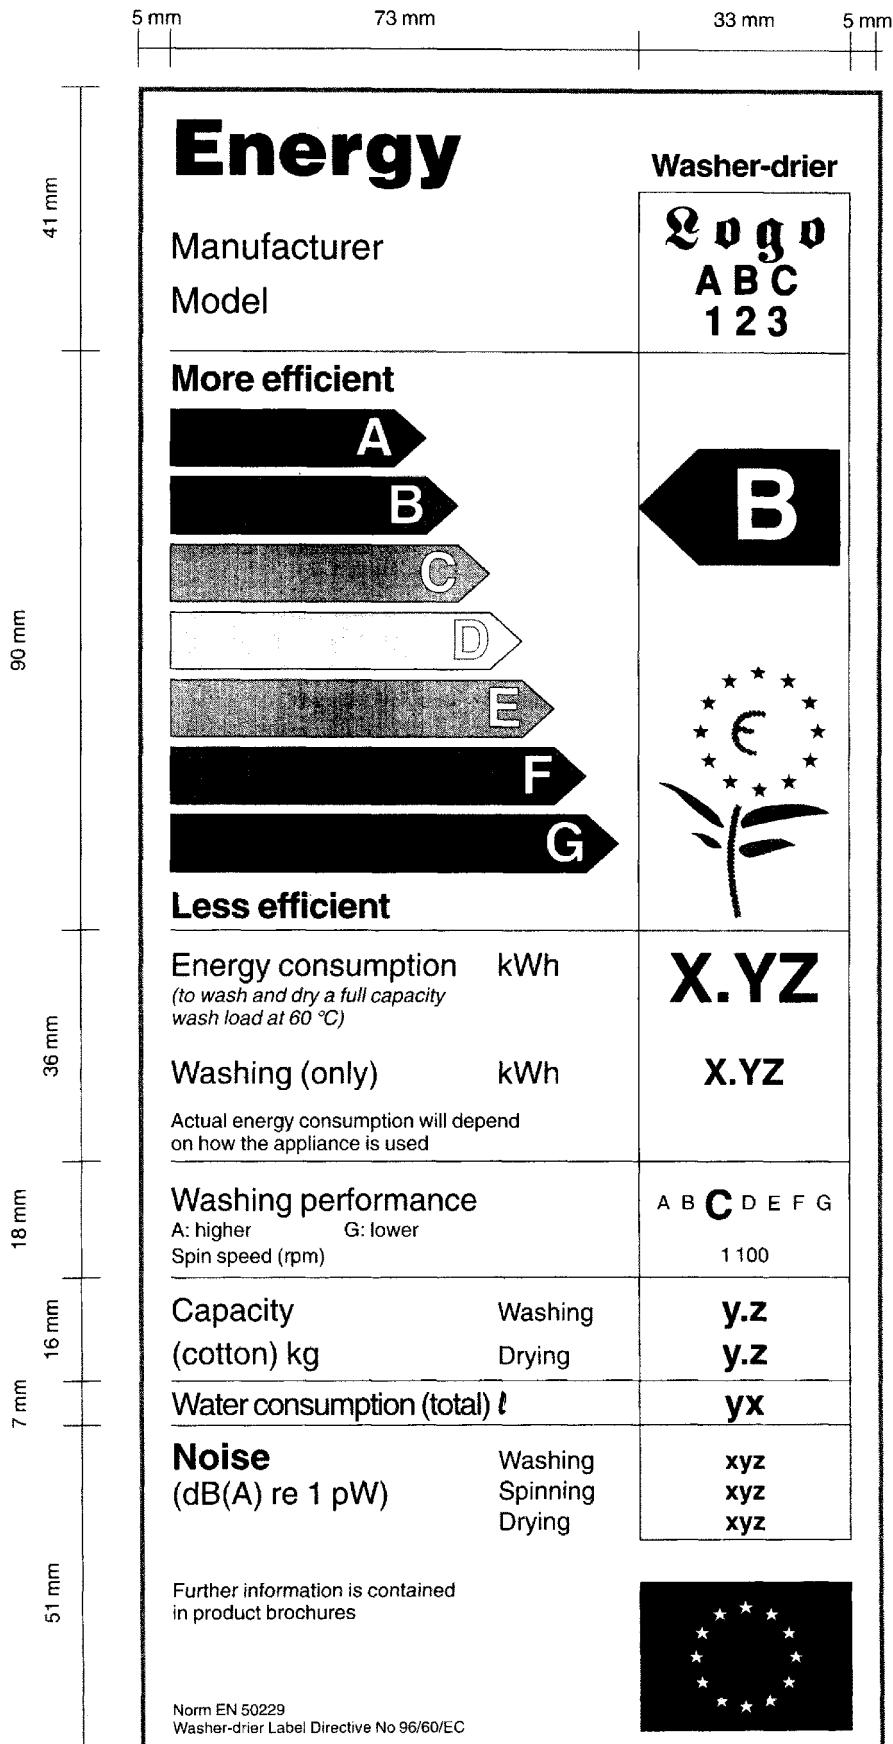 5 mm 73 mm 33 mm 5 mm
41 mm
90 mm
36 mm
18 mm
16 mm
7 mm
51 mm
Energy
Washer-drier
Manufacturer
Model
Logo
A B C
1 2 3
More efficient
A
B
C
D
E
F
G
B
Less efficient
Energy consumption kWh X.YZ
(to wash and dry a full capacity
wash load at 60 °C)
Washing (only) kWh X.YZ
Actual energy consumption will depend
on how the appliance is used
Washing performance A B C D E F G
A: higher G: lower
Spin speed (rpm) 1 100
Capacity Washing y.z
(cotton) kg Drying y.z
Water consumption (total) ℓ yx
Noise Washing xyz
(dB(A) re 1 pW) Spinning xyz
Drying xyz
Further information is contained
in product brochures
Norm EN 50229
Washer-drier Label Directive No 96/60/EC